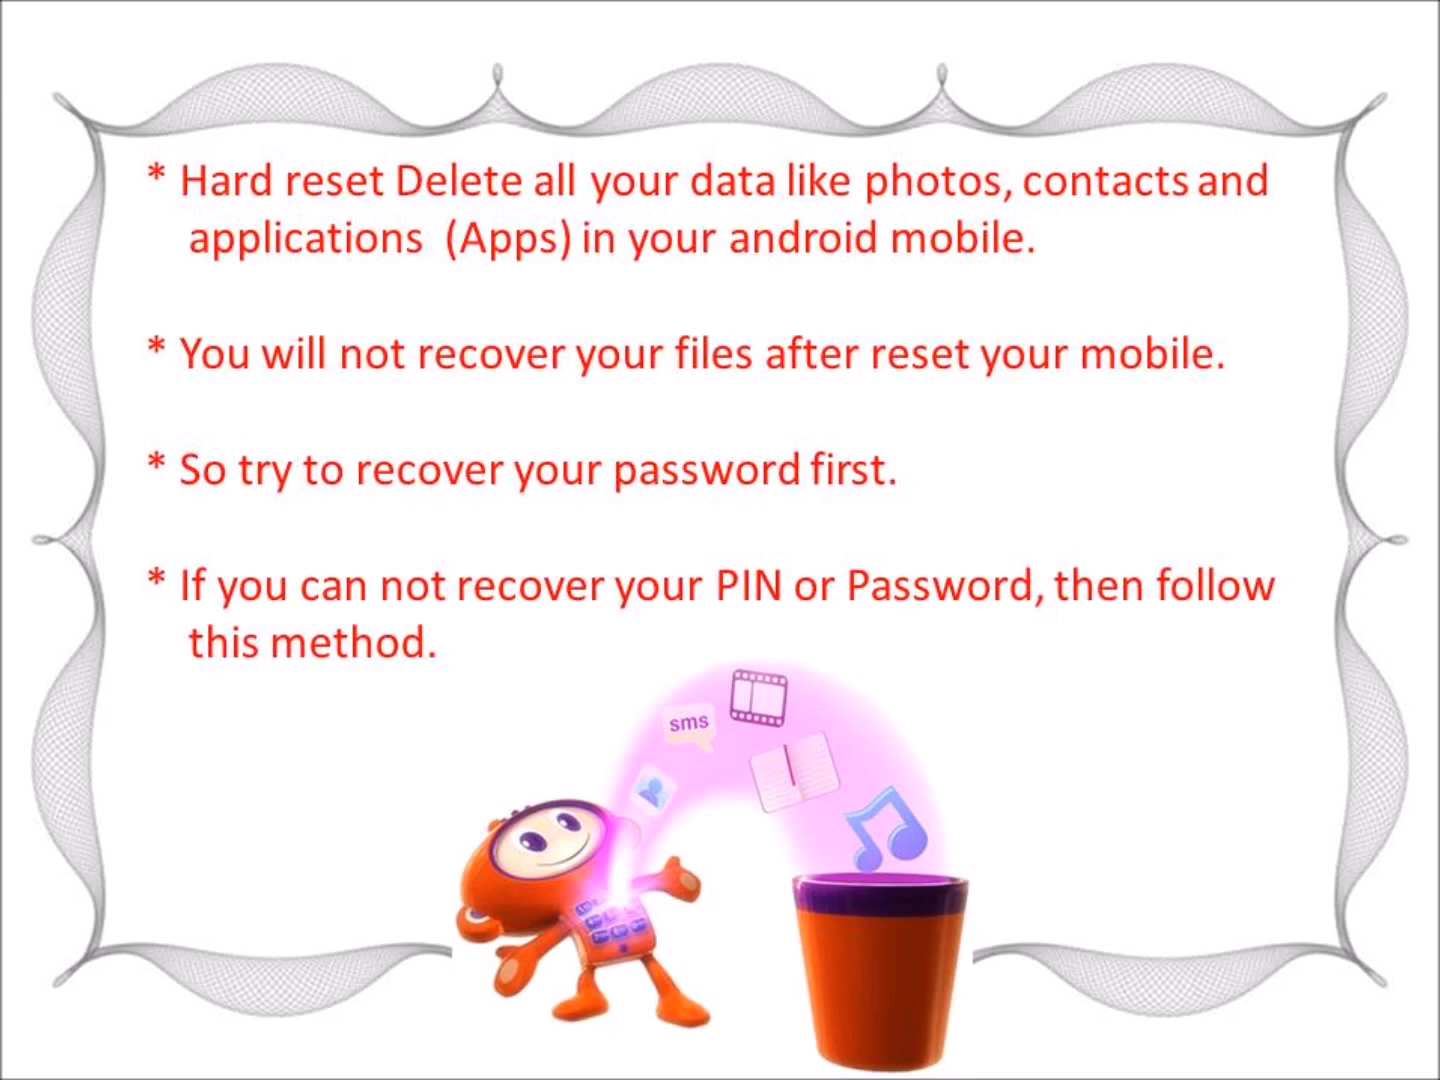 * Hard reset Delete all your data like photos, contacts and
applications (Apps) in your android mobile.
* You will not recover your files after reset your mobile.
* So try to recover your password first.
* If you can not recover your PIN or Password, then follow
this method.
sms